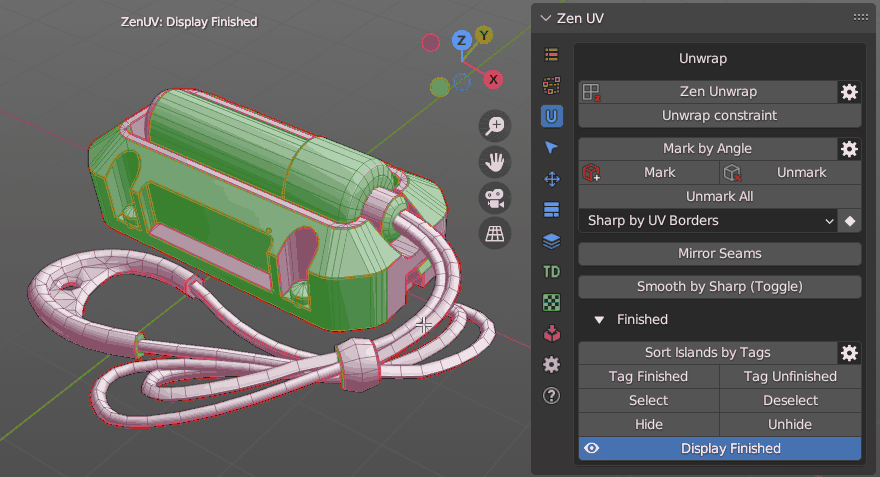 ZenUV: Display Finished
Z
Y
X
Zen UV
Unwrap
Zen Unwrap
Unwrap constraint
Mark by Angle
Mark
Unmark
Unmark All
Sharp by UV Borders
Mirror Seams
Smooth by Sharp (Toggle)
Finished
Sort Islands by Tags
Tag Finished
Tag Unfinished
Select
Deselect
Hide
Unhide
Display Finished
U
TD
?